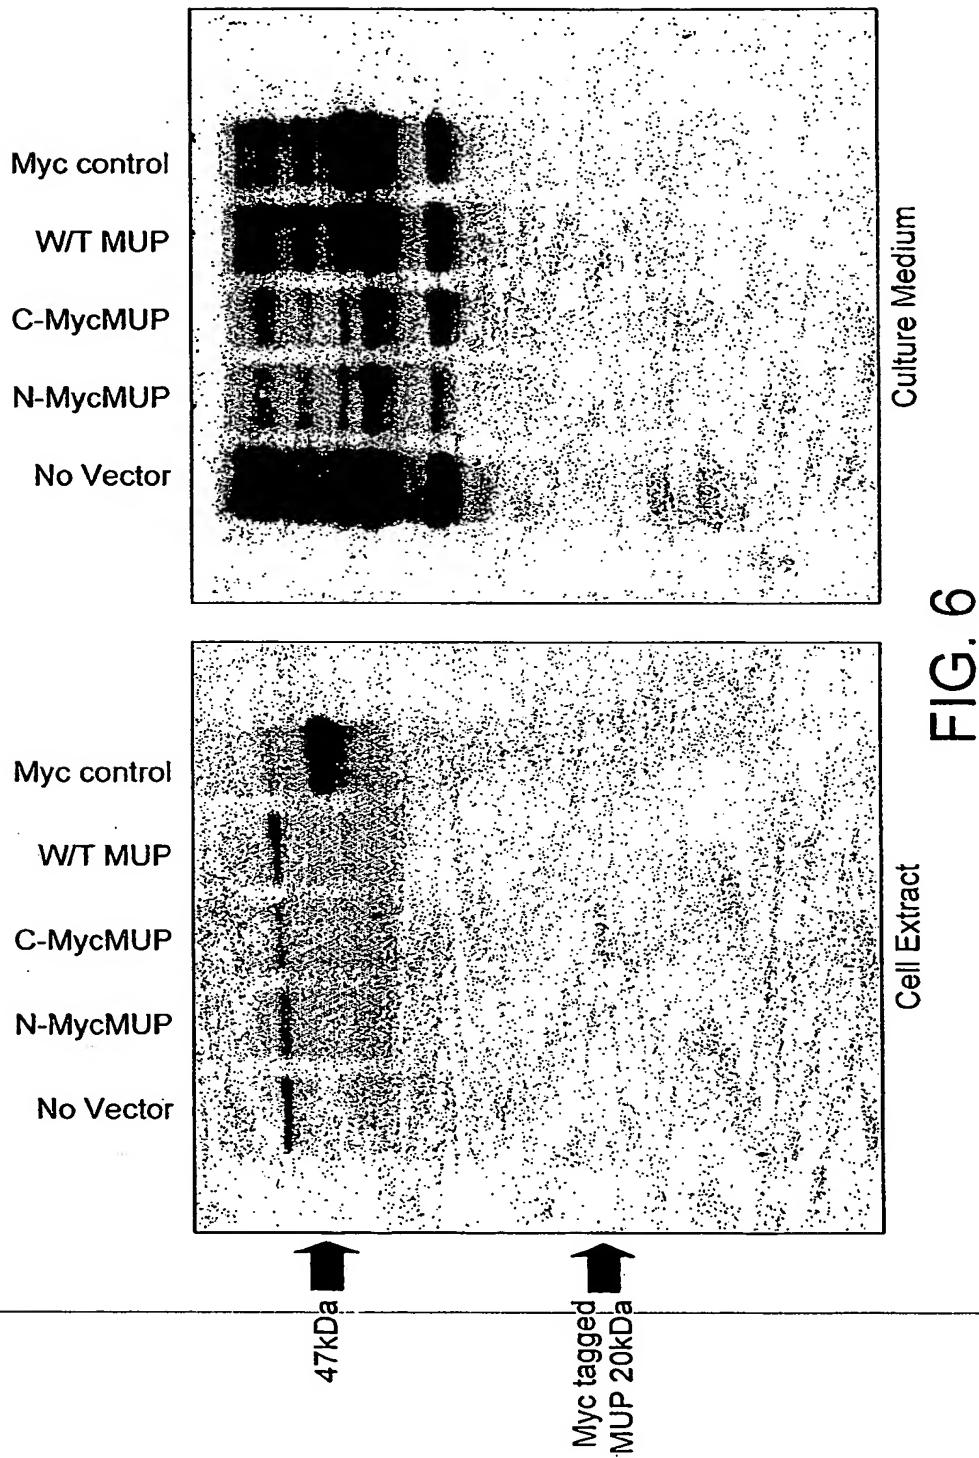 Myc control
W/T MUP
C-MycMUP
N-MycMUP
No Vector
Culture Medium
Myc control
W/T MUP
C-MycMUP
N-MycMUP
No Vector
Cell Extract
47kDa
Myc tagged
MUP 20kDa
FIG. 6